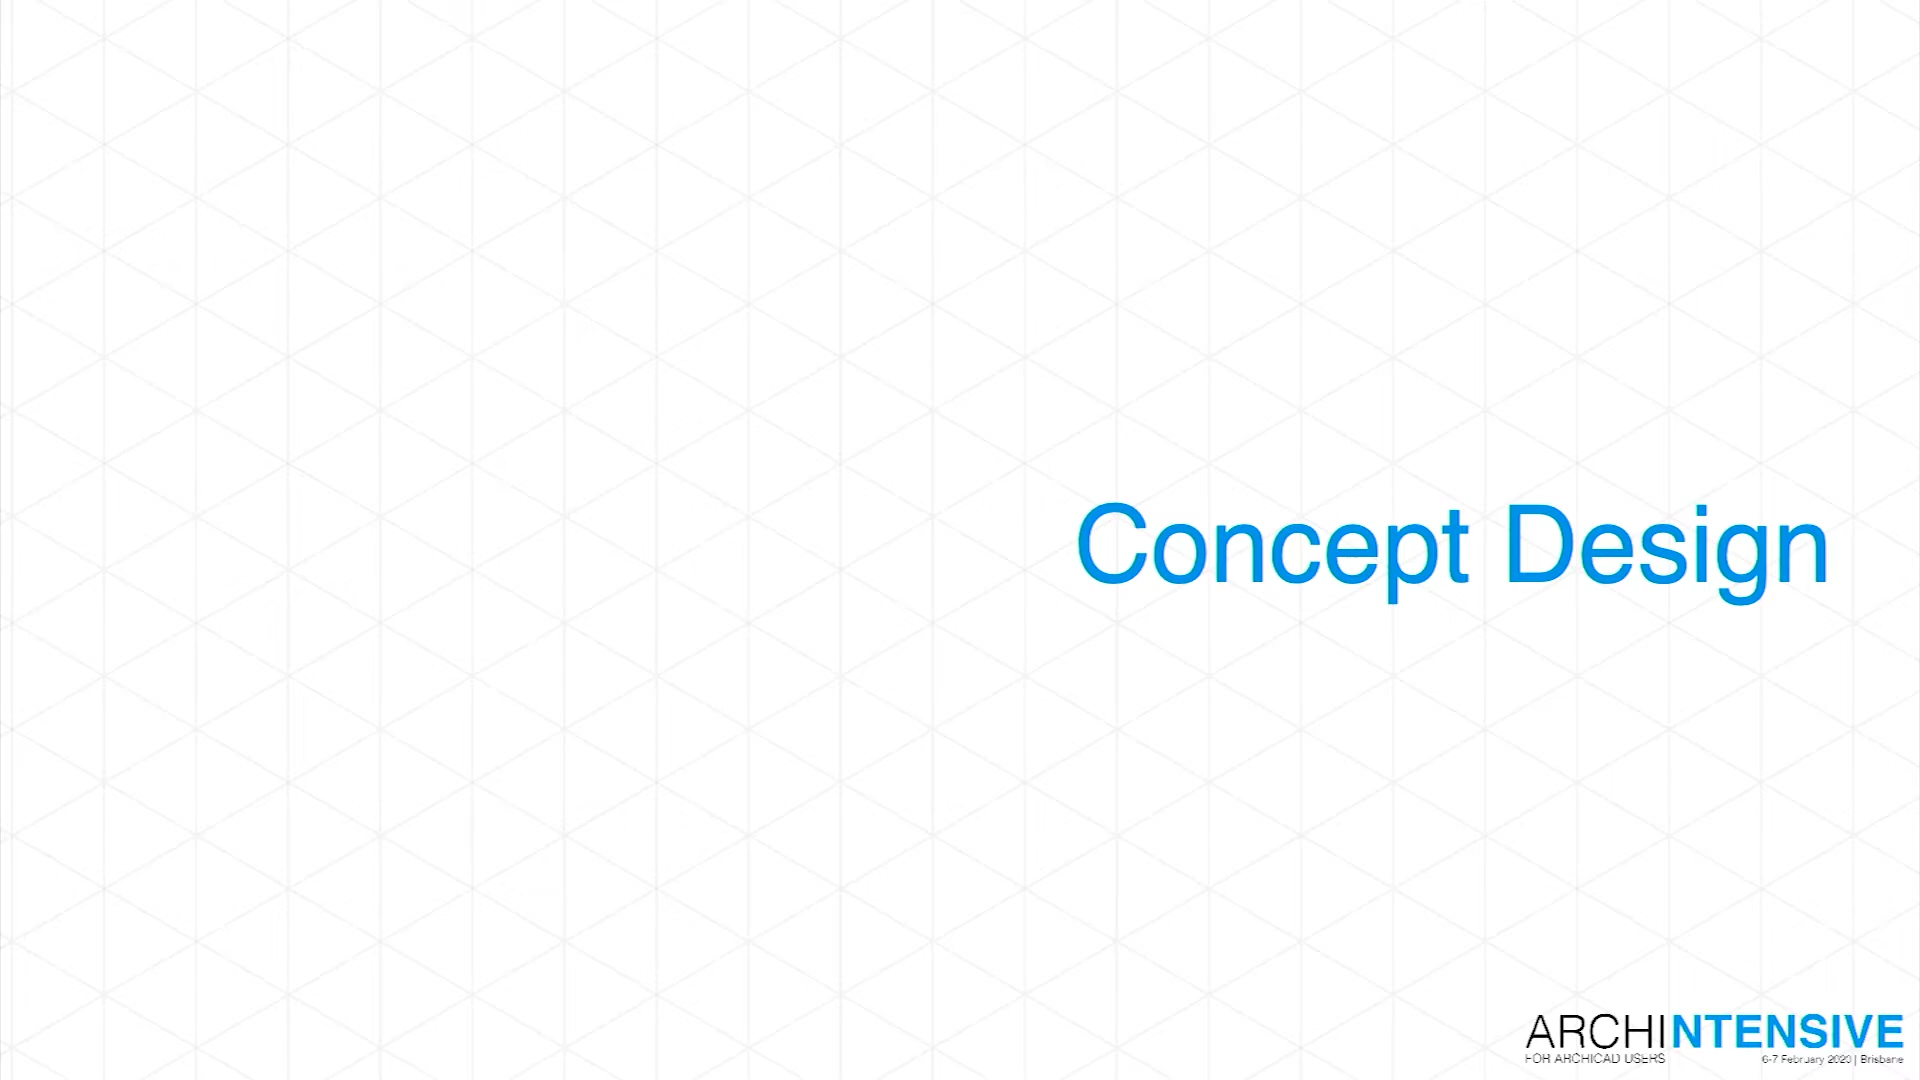 Concept Design
ARCHINTENSIVE
FOR ARCHICAD USERS
6-7 February 2020 | Brisbane